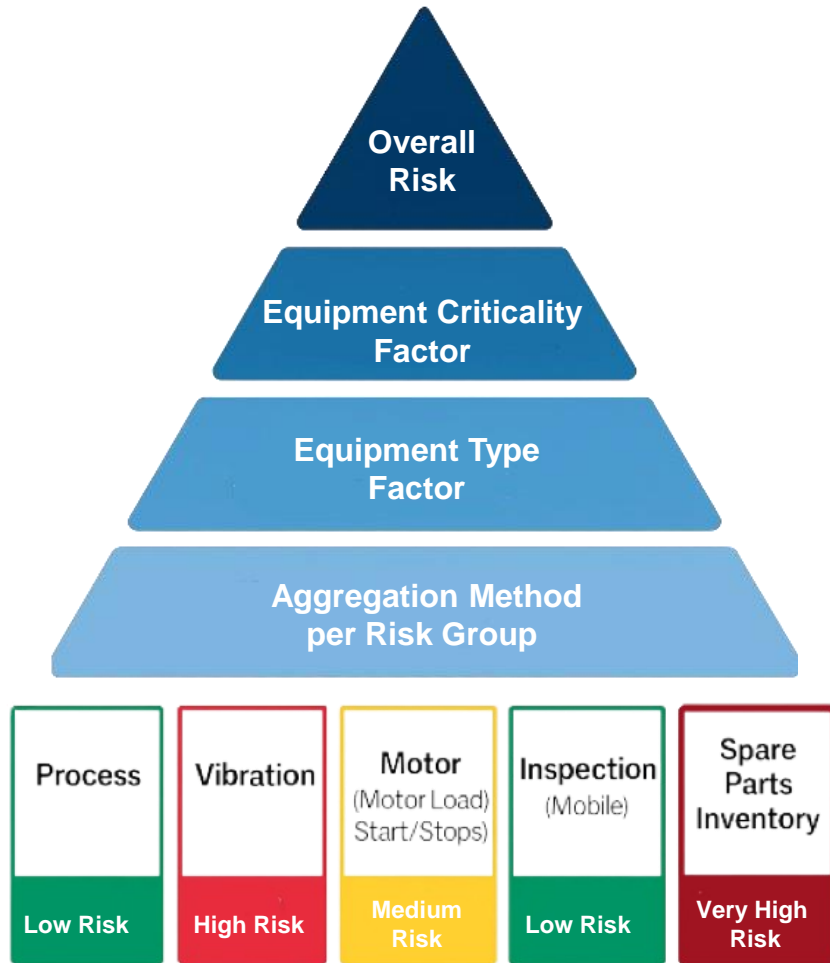 Overall
Risk
Equipment Criticality
Factor
Equipment Type
Factor
Aggregation Method
per Risk Group
Process
Low Risk
Vibration
High Risk
Motor
(Motor Load)
Start/Stops)
Medium
Risk
Inspection
(Mobile)
Low Risk
Spare
Parts
Inventory
Very High
Risk